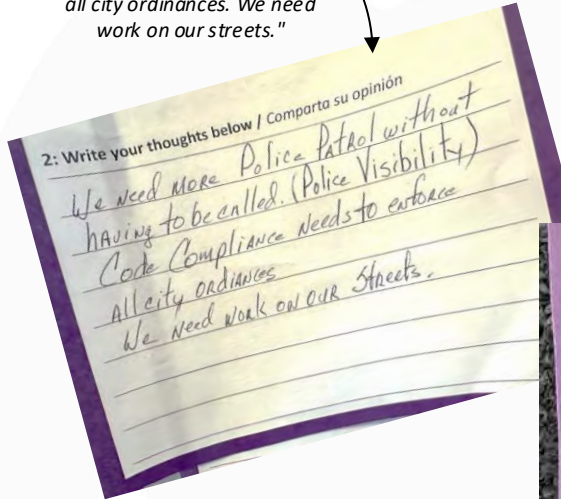 all city ordinances. We need
work on our streets."
2: Write your thoughts below / Comparta su opinión
We Need MORE Police PAtRol without
hAving to be called. (Police Visibility)
Code CompliANce Needs to enforce
All city ORdiANces
We Need WORK ON OUR Streets.